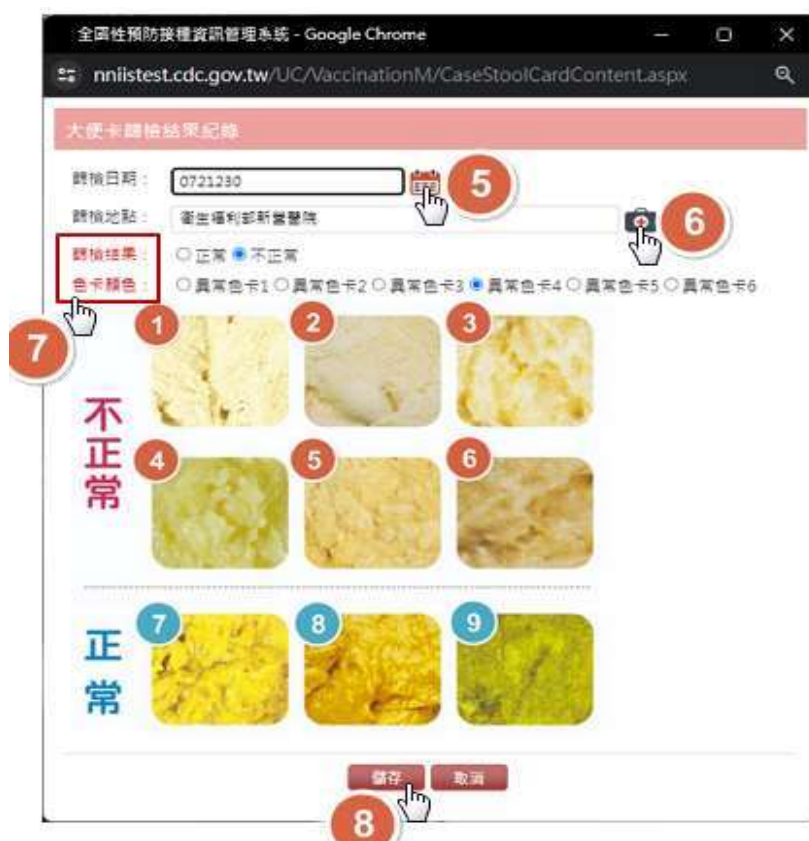 全國性預防接種資訊管理系統 - Google Chrome
nniistest.cdc.gov.tw/UC/VaccinationM/CaseStoolCardContent.aspx
大便卡篩檢結果紀錄
篩檢日期： 0721230 5
篩檢地點： 衛生福利部新營醫院 6
篩檢結果： 正常 不正常
色卡顏色： 異常色卡1 異常色卡2 異常色卡3 異常色卡4 異常色卡5 異常色卡6
7
1 2 3
不正常
4 5 6
正常
7 8 9
儲存 取消
8